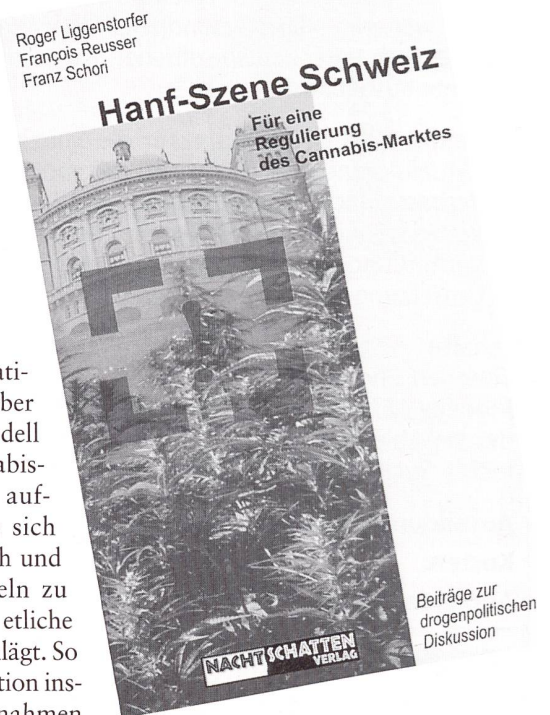 Roger Liggenstorfer
François Reusser
Franz Schori
Hanf-Szene Schweiz
Für eine
Regulierung
des Cannabis-Marktes
NACHTSCHATTEN
VERLAG
Beiträge zur
drogenpolitischen
Diskussion
ati-
ber
dell
abis-
auf-
sich
h und
eln zu
etliche
lägt. So
tion ins-
nahmen